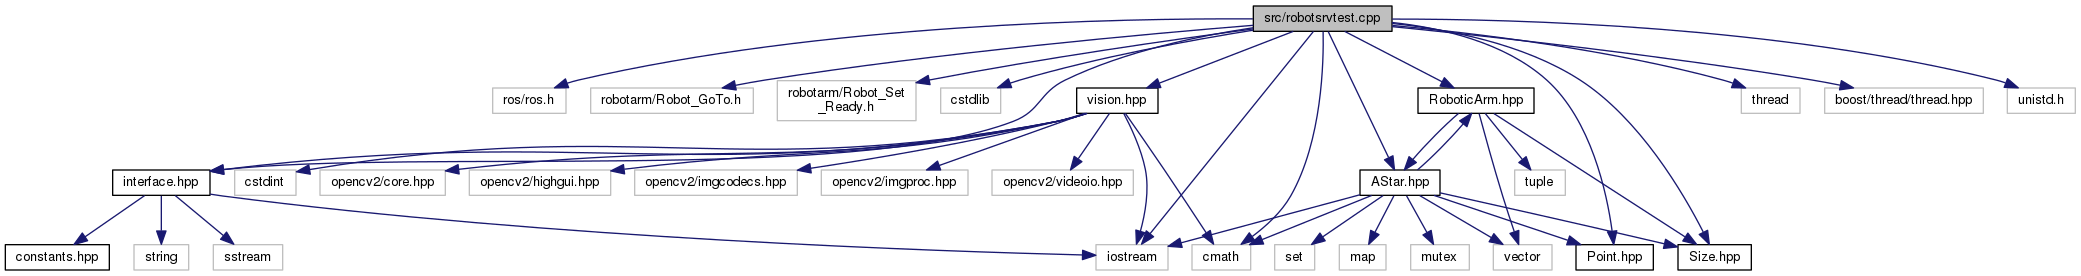 src/robotsrvtest.cpp
ros/ros.h
robotarm/Robot_GoTo.h
robotarm/Robot_Set
_Ready.h
cstdlib
vision.hpp
RoboticArm.hpp
thread
boost/thread/thread.hpp
unistd.h
interface.hpp
cstdint
opencv2/core.hpp
opencv2/highgui.hpp
opencv2/imgcodecs.hpp
opencv2/imgproc.hpp
opencv2/videoio.hpp
AStar.hpp
tuple
constants.hpp
string
sstream
iostream
cmath
set
map
mutex
vector
Point.hpp
Size.hpp